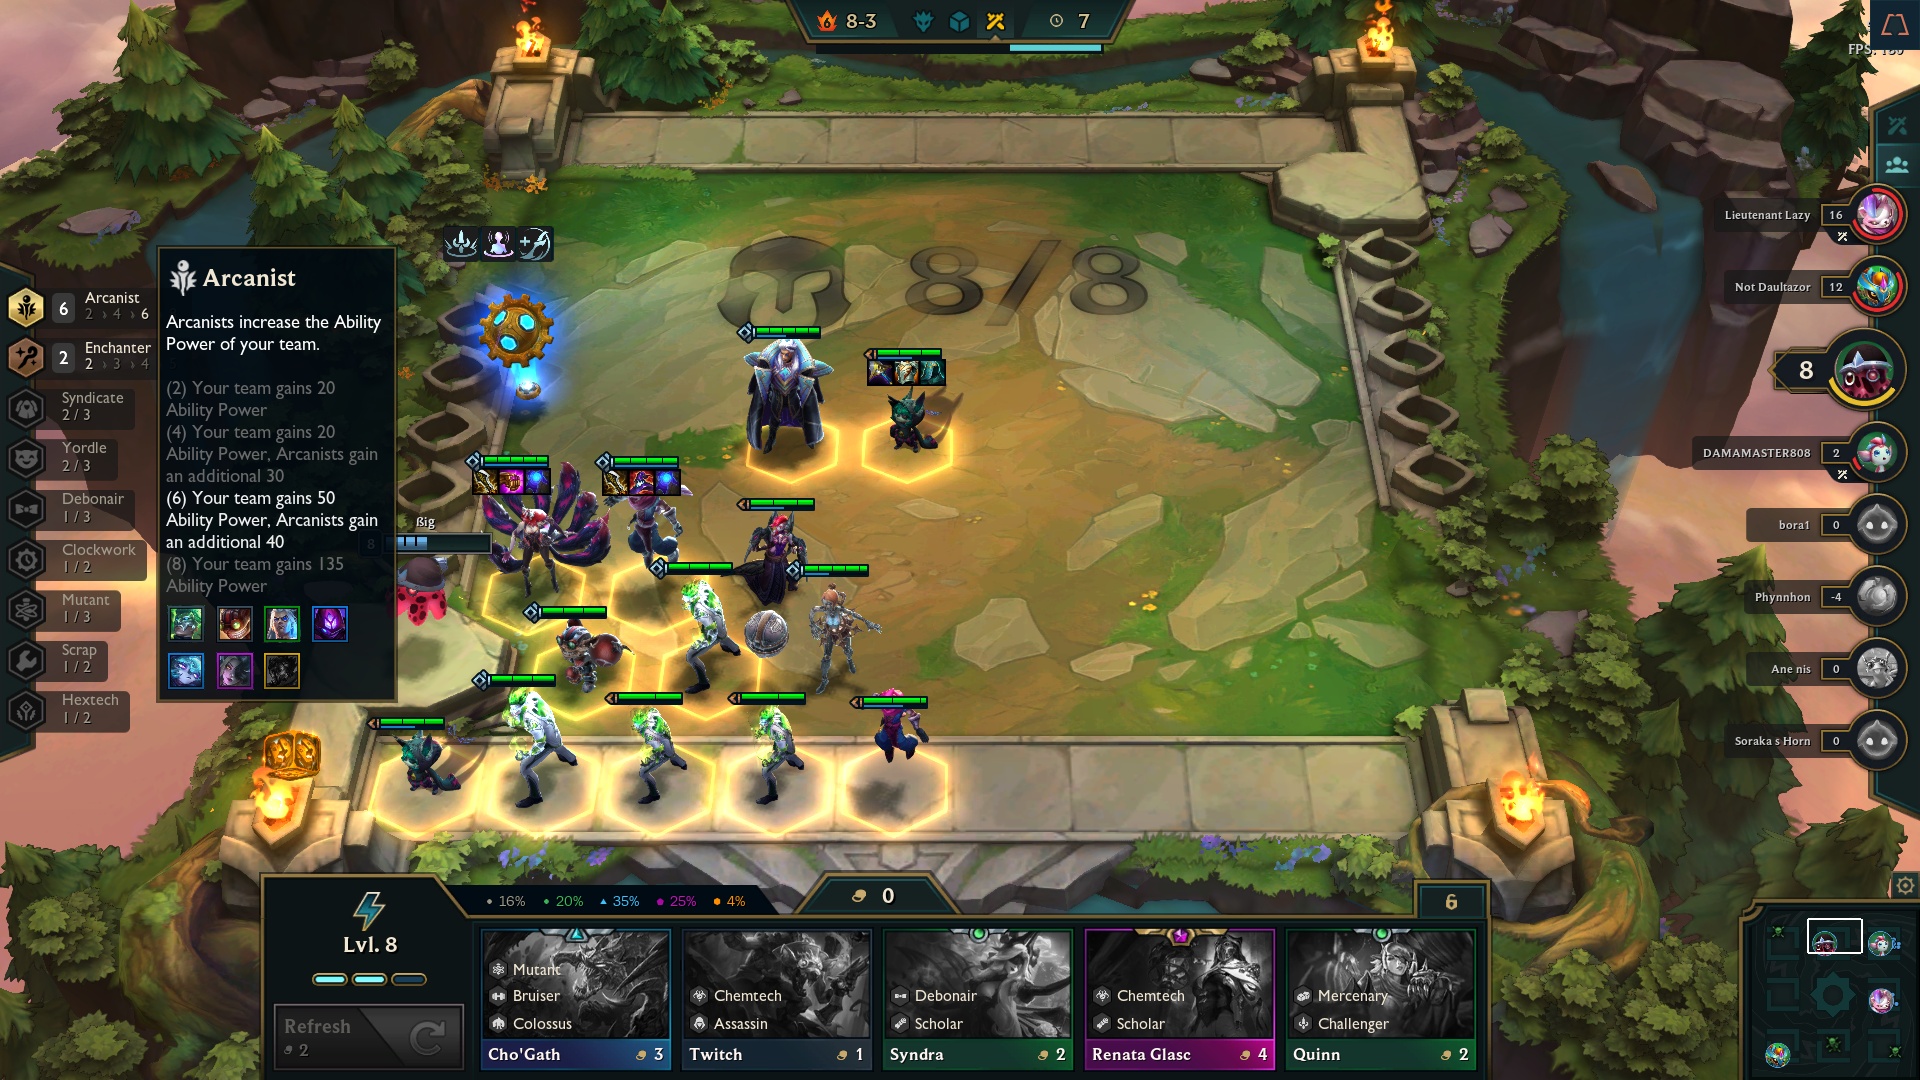 8-3
7
FPS:
8/8
Lieutenant Lazy 16
Not Daultazor 12
8
DAMAMASTER808 2
bora1 0
Phynnhon -4
Ane nis 0
Soraka s Horn 0
6 Arcanist
2 › 4 › 6
2 Enchanter
2 › 3 › 4
Syndicate
2 / 3
Yordle
2 / 3
Debonair
1 / 3
Clockwork
1 / 2
Mutant
1 / 3
Scrap
1 / 2
Hextech
1 / 2
Arcanist
Arcanists increase the Ability
Power of your team.
(2) Your team gains 20
Ability Power
(4) Your team gains 20
Ability Power, Arcanists gain
an additional 30
(6) Your team gains 50
Ability Power, Arcanists gain
an additional 40
(8) Your team gains 135
Ability Power
ßig
8
16% 20% 35% 25% 4%
0
6
Lvl. 8
Refresh
2
Mutant
Bruiser
Colossus
Cho'Gath 3
Chemtech
Assassin
Twitch 1
Debonair
Scholar
Syndra 2
Chemtech
Scholar
Renata Glasc 4
Mercenary
Challenger
Quinn 2